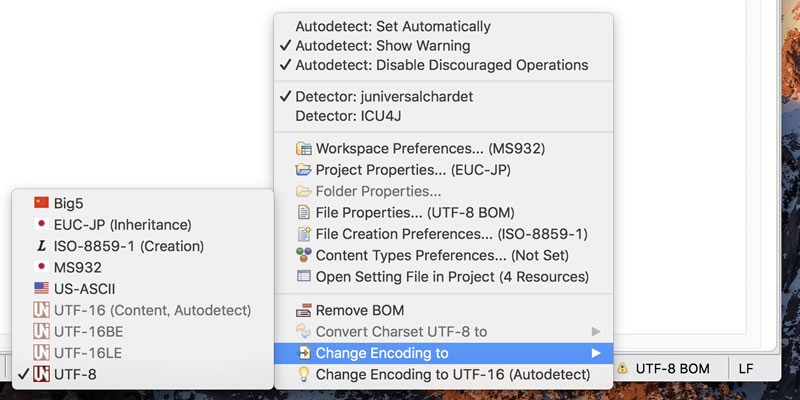 Autodetect: Set Automatically
Autodetect: Show Warning
Autodetect: Disable Discouraged Operations
Detector: juniversalchardet
Detector: ICU4J
Workspace Preferences... (MS932)
Project Properties... (EUC-JP)
Folder Properties...
File Properties... (UTF-8 BOM)
File Creation Preferences... (ISO-8859-1)
Content Types Preferences... (Not Set)
Open Setting File in Project (4 Resources)
Remove BOM
Convert Charset UTF-8 to
Change Encoding to
Change Encoding to UTF-16 (Autodetect)
Big5
EUC-JP (Inheritance)
ISO-8859-1 (Creation)
MS932
US-ASCII
UTF-16 (Content, Autodetect)
UTF-16BE
UTF-16LE
UTF-8
UTF-8 BOM
LF